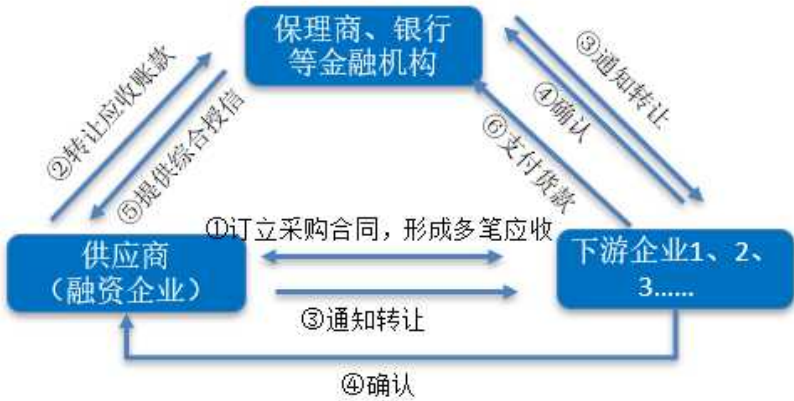 保理商、银行
等金融机构
②转让应收账款
⑤提供综合授信
③通知转让
④确认
⑥支付货款
①订立采购合同，形成多笔应收
供应商
（融资企业）
下游企业1、2、
3……
③通知转让
④确认